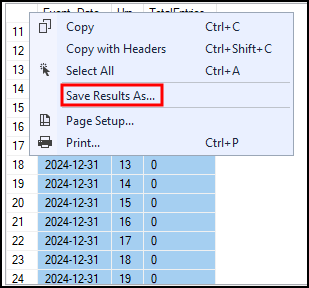 Event_Date Hrs TotalEntries
11 Copy Ctrl+C
12 Copy with Headers Ctrl+Shift+C
13 Select All Ctrl+A
14
15 Save Results As...
16 Page Setup...
17 Print... Ctrl+P
18 2024-12-31 13 0
19 2024-12-31 14 0
20 2024-12-31 15 0
21 2024-12-31 16 0
22 2024-12-31 17 0
23 2024-12-31 18 0
24 2024-12-31 19 0